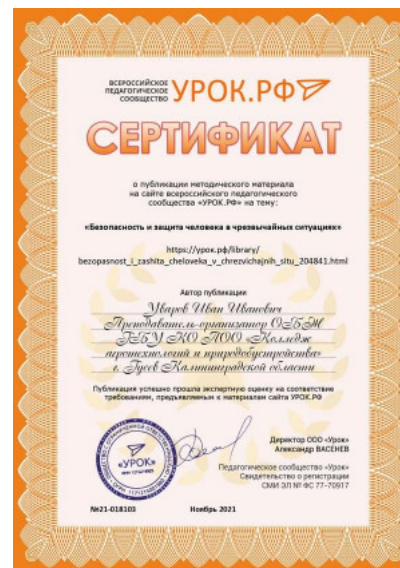 ВСЕРОССИЙСКОЕ
ПЕДАГОГИЧЕСКОЕ
СООБЩЕСТВО
УРОК.РФ
СЕРТИФИКАТ
о публикации методического материала
на сайте всероссийского педагогического
сообщества «УРОК.РФ» на тему:
«Безопасность и защита человека в чрезвычайных ситуациях»
https://урок.рф/library/
bezopasnost_i_zashita_cheloveka_v_chrezvichajnih_situ_204841.html
Автор публикации
Уваров Иван Иванович
Преподаватель-организатор ОБЖ
ГБУ КО ПОО «Колледж
агротехнологий и природобустройства»
г. Гусев Калининградской области
Публикация успешно прошла экспертную оценку на соответствие
требованиям, предъявляемым к материалам сайта УРОК.РФ
«УРОК»
Директор ООО «Урок»
Александр ВАСЕНЕВ
Педагогическое сообщество «Урок»
Свидетельство о регистрации
СМИ ЭЛ № ФС 77-70917
№21-018103
Ноябрь 2021